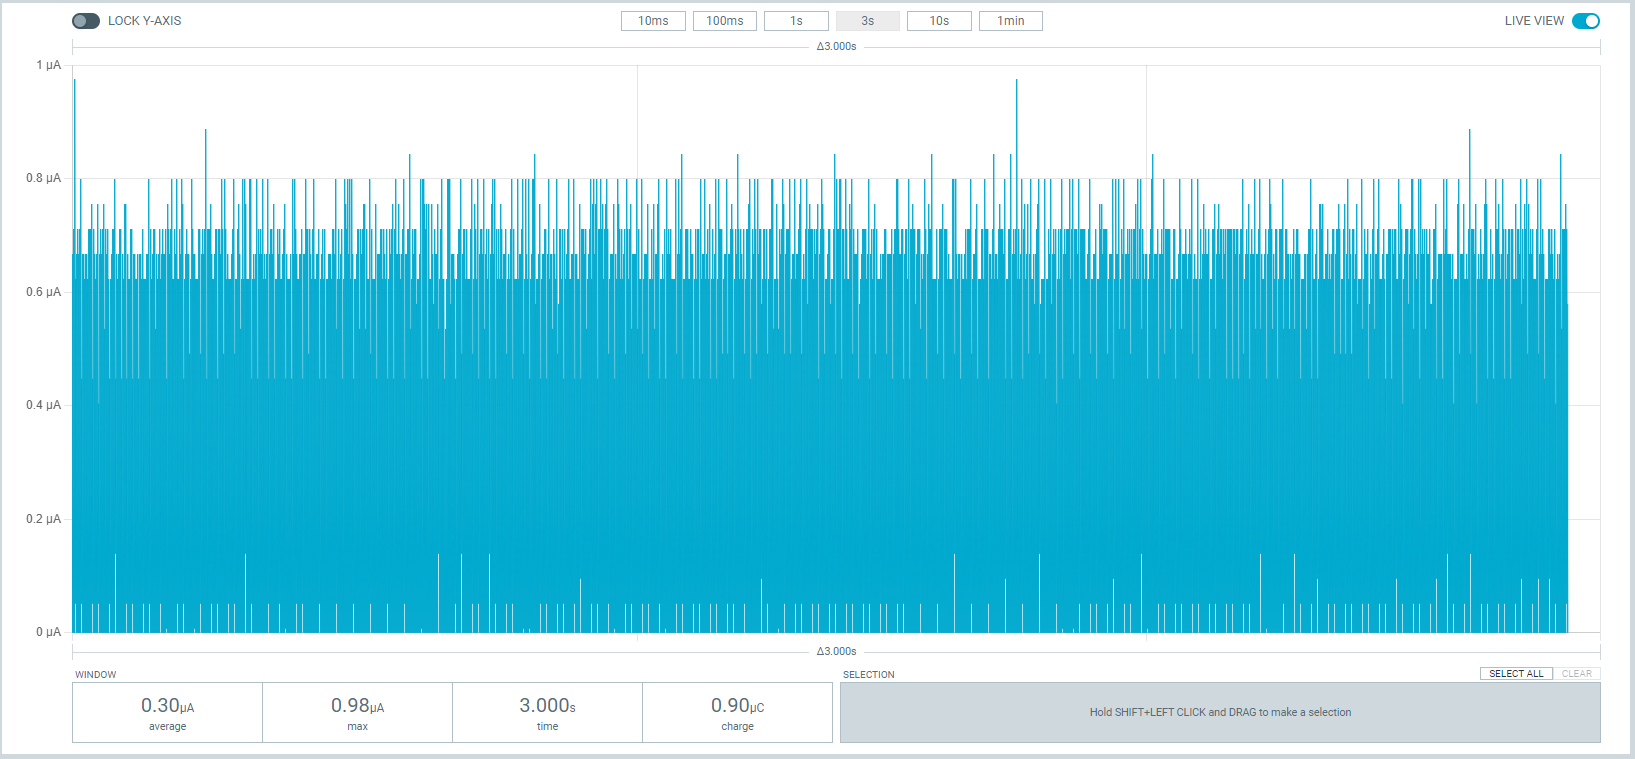 LOCK Y-AXIS 10ms 100ms 1s 3s 10s 1min LIVE VIEW
Δ3.000s
1 µA
0.8 µA
0.6 µA
0.4 µA
0.2 µA
0 µA
Δ3.000s
WINDOW SELECTION SELECT ALL CLEAR
0.30µA 0.98µA 3.000s 0.90µC
average max time charge
Hold SHIFT+LEFT CLICK and DRAG to make a selection